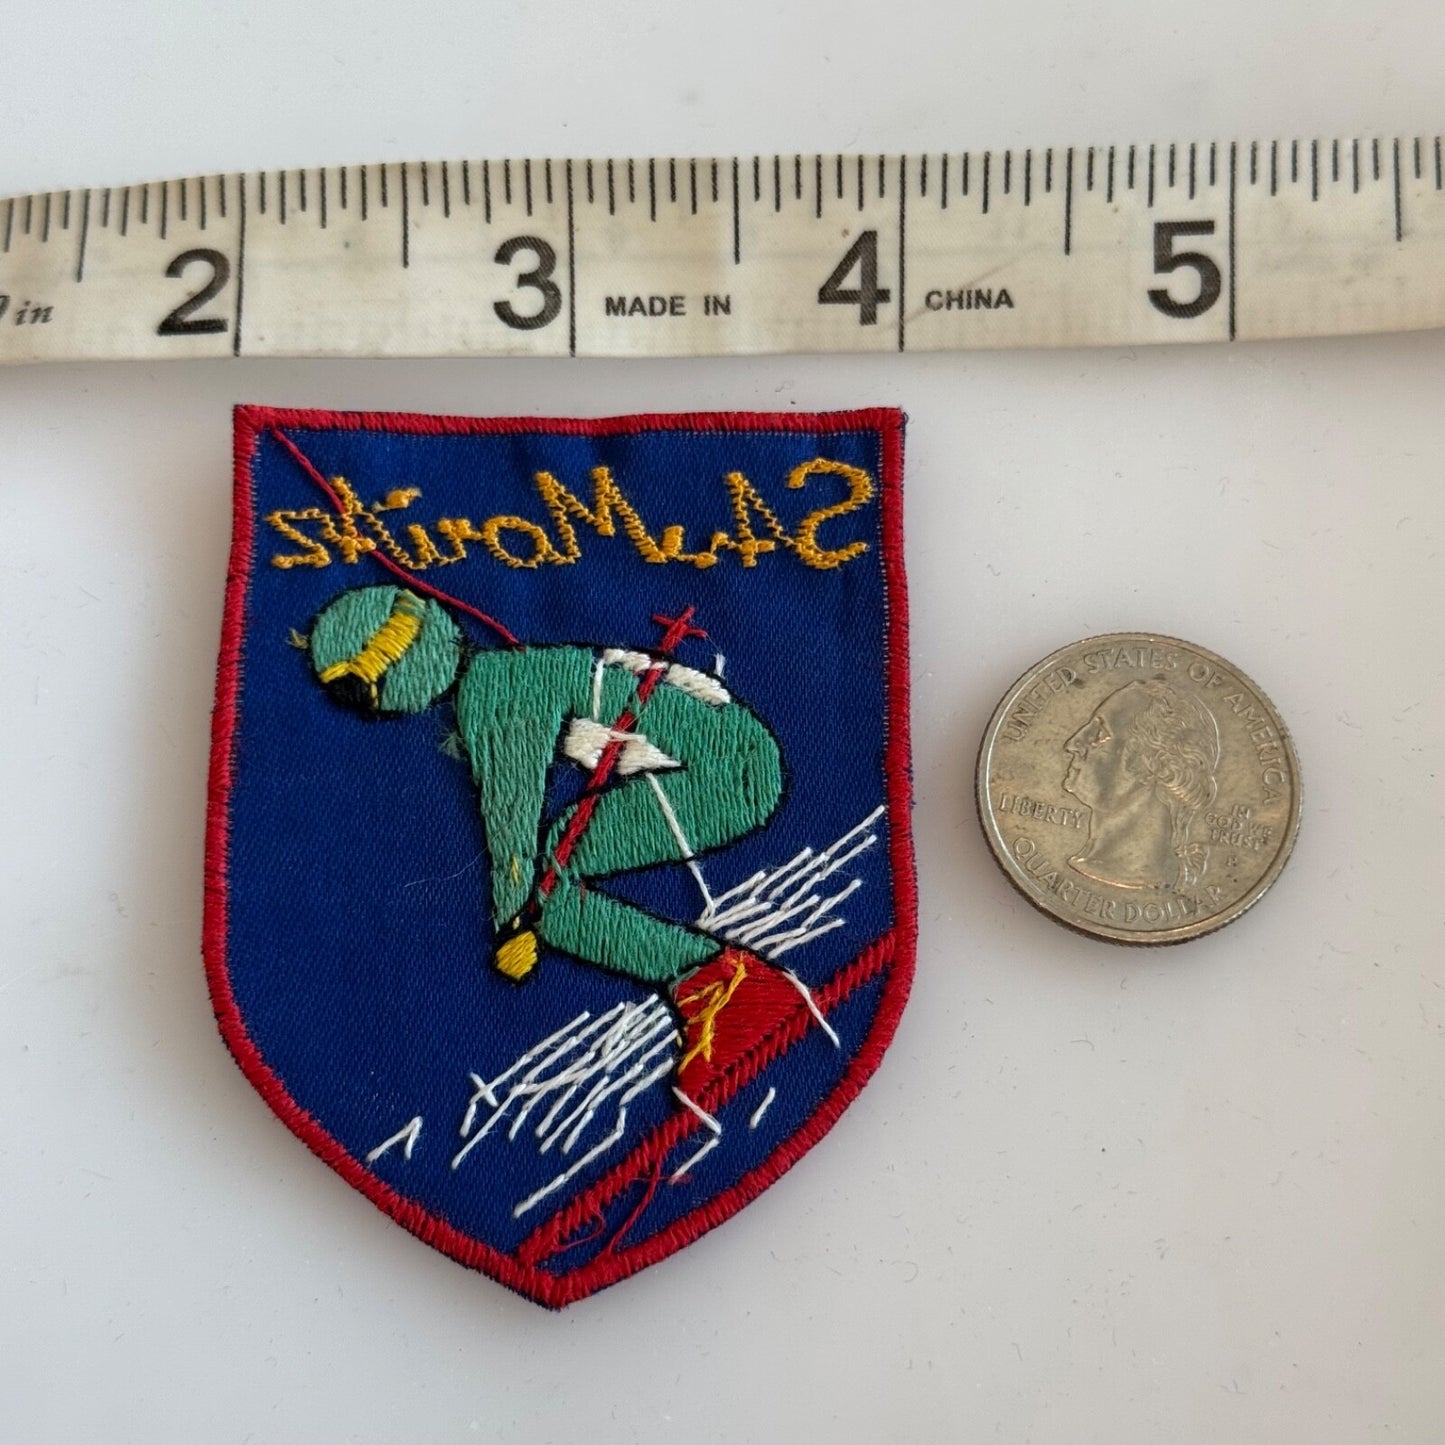 in 2 3 MADE IN 4 CHINA 5
St. Moritz
UNITED STATES OF AMERICA
LIBERTY
IN
GOD WE
TRUST
P
QUARTER DOLLAR